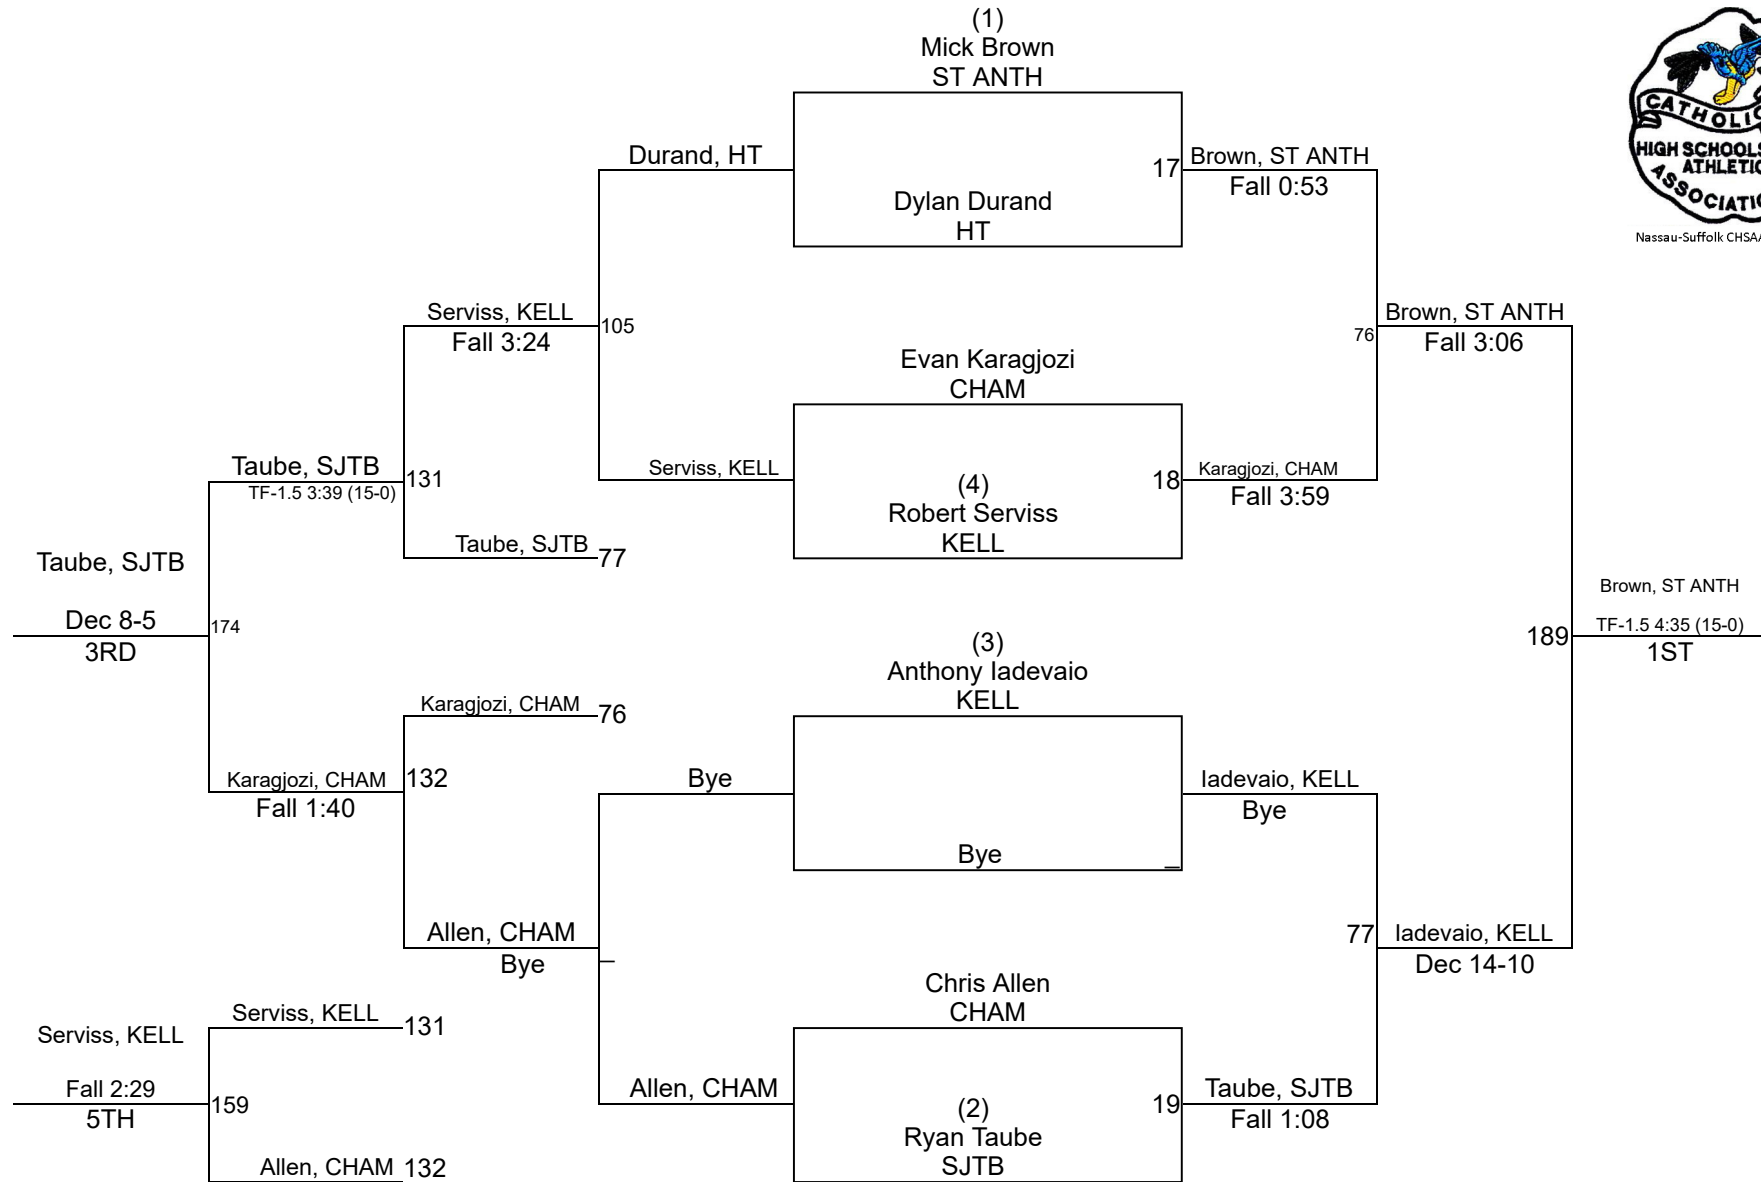 (1)
Mick Brown
ST ANTH
Durand, HT
17
Brown, ST ANTH
Fall 0:53
Dylan Durand
HT
Serviss, KELL
Fall 3:24
105
76
Brown, ST ANTH
Fall 3:06
Evan Karagjozi
CHAM
Taube, SJTB
TF-1.5 3:39 (15-0)
131
Serviss, KELL
(4)
Robert Serviss
KELL
18
Karagjozi, CHAM
Fall 3:59
Taube, SJTB
77
Taube, SJTB
Dec 8-5
3RD
174
Brown, ST ANTH
TF-1.5 4:35 (15-0)
1ST
189
(3)
Anthony Iadevaio
KELL
Karagjozi, CHAM
76
Karagjozi, CHAM
Fall 1:40
132
Bye
Bye
_
Iadevaio, KELL
Bye
Allen, CHAM
Bye
_
77
Iadevaio, KELL
Dec 14-10
Chris Allen
CHAM
Serviss, KELL
131
Serviss, KELL
Fall 2:29
5TH
159
Allen, CHAM
(2)
Ryan Taube
SJTB
19
Taube, SJTB
Fall 1:08
Allen, CHAM
132
CATHOLIC
HIGH SCHOOLS
ATHLETIC
ASSOCIATIO
Nassau-Suffolk CHSAA